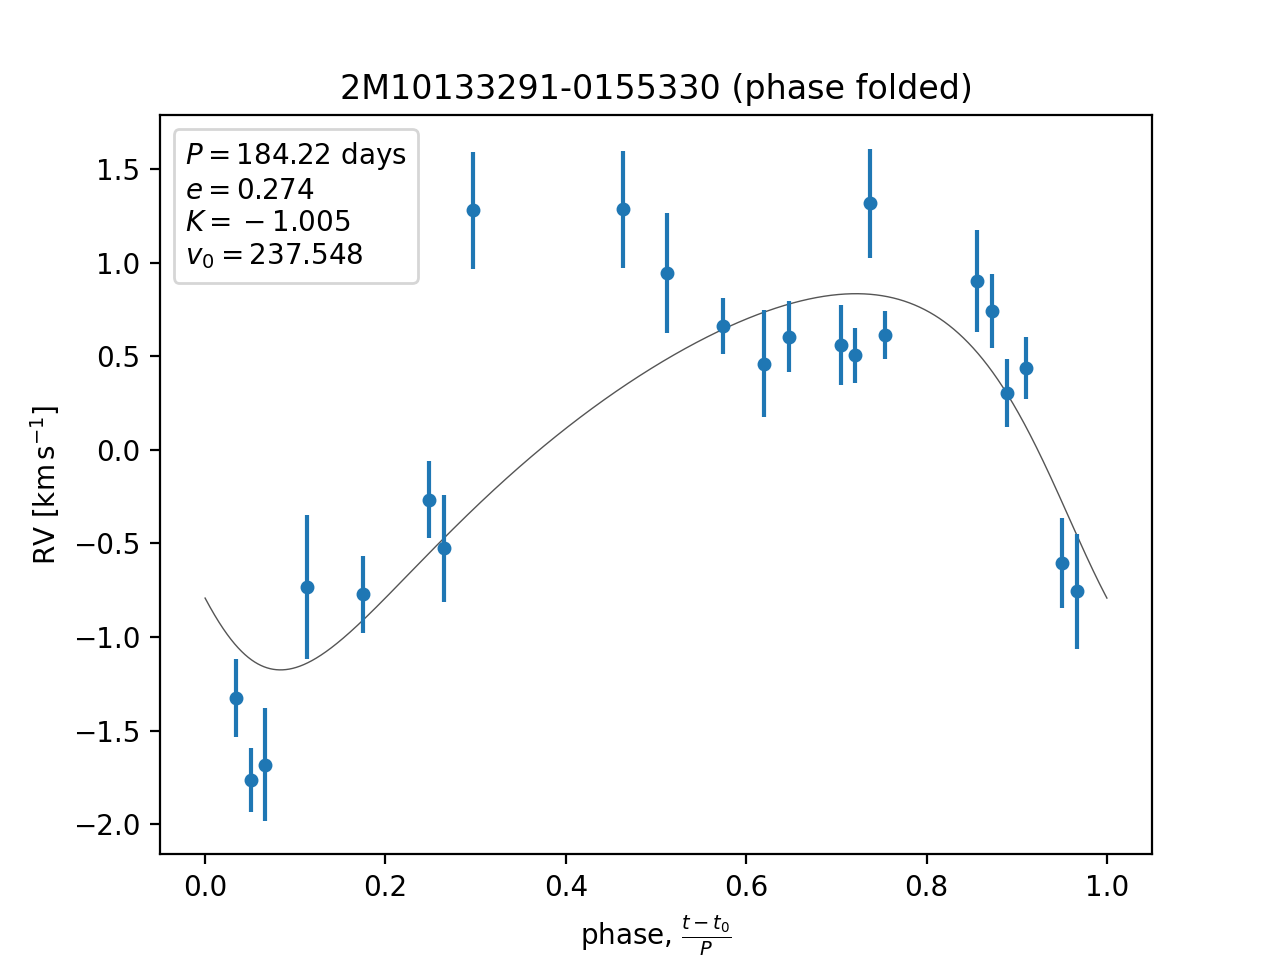 2M10133291-0155330 (phase folded)
P = 184.22 days
e = 0.274
K = −1.005
v₀ = 237.548
1.5
1.0
0.5
0.0
−0.5
−1.0
−1.5
−2.0
RV [km s⁻¹]
0.0 0.2 0.4 0.6 0.8 1.0
phase, (t − t₀)/P